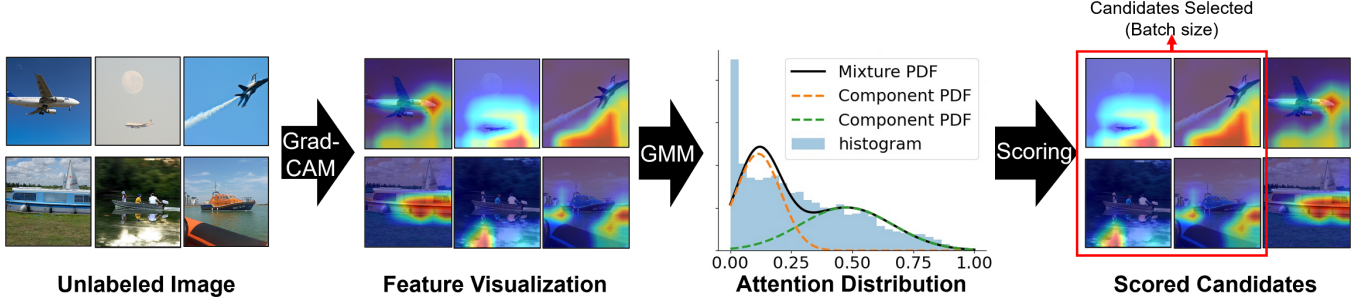 Candidates Selected
(Batch size)
Grad-
CAM
GMM
Mixture PDF
Component PDF
Component PDF
histogram
Scoring
0.00
0.25
0.50
0.75
1.00
Unlabeled Image
Feature Visualization
Attention Distribution
Scored Candidates